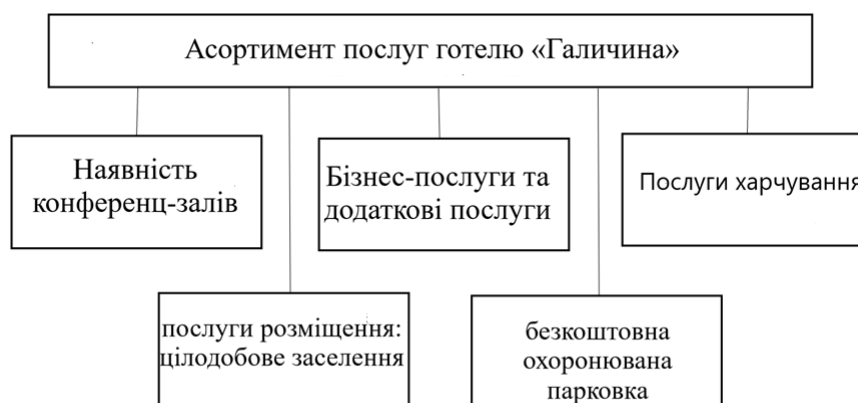 Асортимент послуг готелю «Галичина»
Наявність
конференц-залів
Бізнес-послуги та
додаткові послуги
Послуги харчування
послуги розміщення:
цілодобове заселення
безкоштовна
охоронювана
парковка